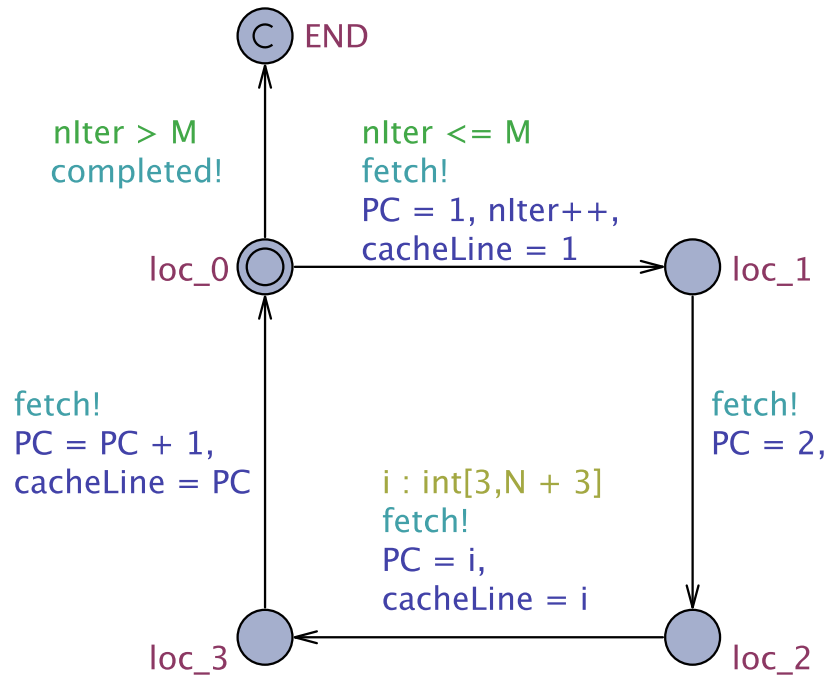 C
END
nIter > M
completed!
nIter <= M
fetch!
PC = 1, nIter++,
cacheLine = 1
loc_0
loc_1
fetch!
PC = PC + 1,
cacheLine = PC
fetch!
PC = 2,
i : int[3,N + 3]
fetch!
PC = i,
cacheLine = i
loc_3
loc_2